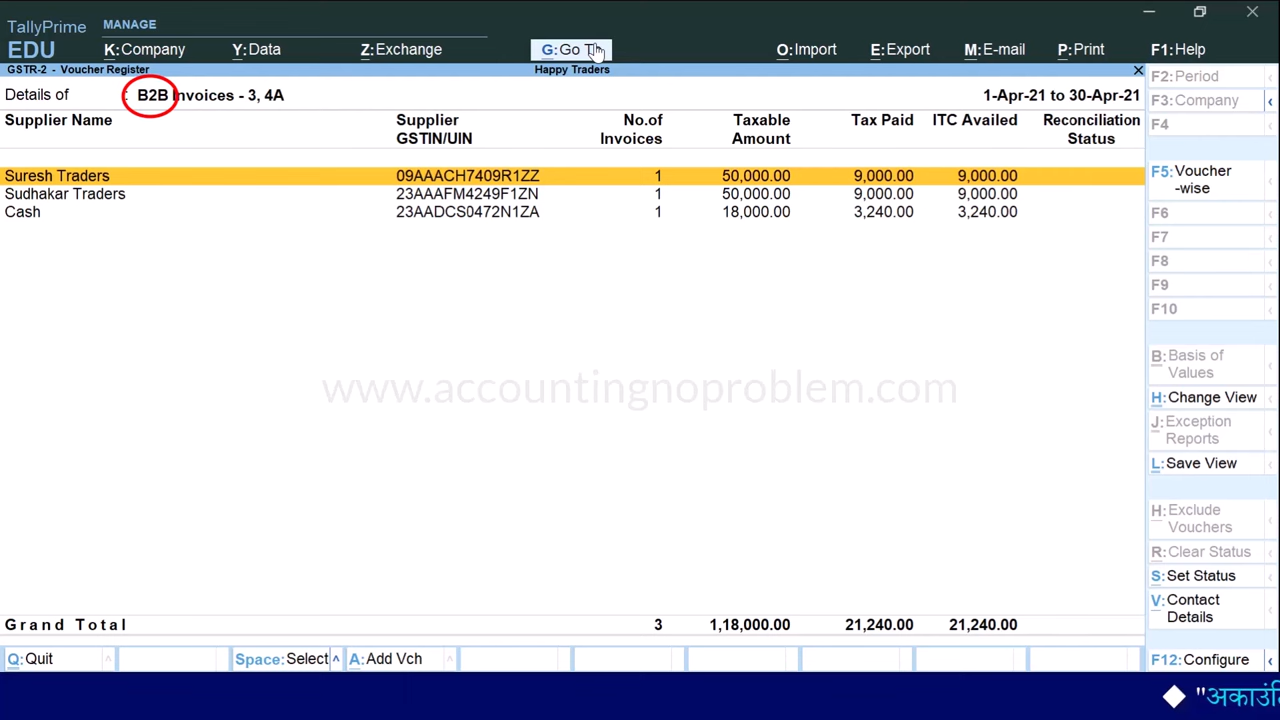 TallyPrime
EDU
MANAGE
K:Company Y:Data Z:Exchange G:Go O:Import E:Export M:E-mail P:Print F1:Help
GSTR-2 - Voucher Register Happy Traders
Details of : B2B Invoices - 3, 4A 1-Apr-21 to 30-Apr-21
Supplier Name Supplier No.of Taxable Tax Paid ITC Availed Reconciliation
GSTIN/UIN Invoices Amount Status
Suresh Traders 09AAACH7409R1ZZ 1 50,000.00 9,000.00 9,000.00
Sudhakar Traders 23AAAFM4249F1ZN 1 50,000.00 9,000.00 9,000.00
Cash 23AADCS0472N1ZA 1 18,000.00 3,240.00 3,240.00
www.accountingnoproblem.com
Grand Total 3 1,18,000.00 21,240.00 21,240.00
Q:Quit Space:Select A:Add Vch
F2:Period
F3:Company
F4
F5:Voucher
-wise
F6
F7
F8
F9
F10
B:Basis of
Values
H:Change View
J:Exception
Reports
L:Save View
H:Exclude
Vouchers
R:Clear Status
S:Set Status
V:Contact
Details
F12:Configure